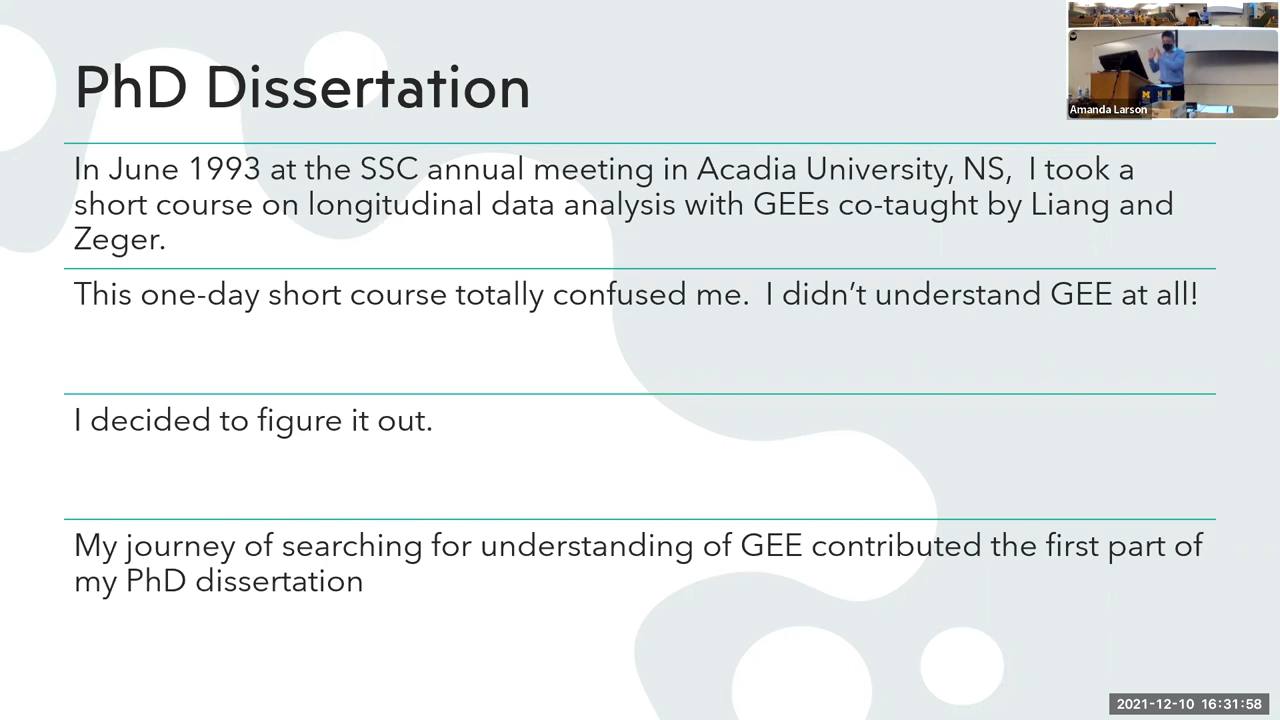 PhD Dissertation
Amanda Larson
In June 1993 at the SSC annual meeting in Acadia University, NS,  I took a
short course on longitudinal data analysis with GEEs co-taught by Liang and
Zeger.
This one-day short course totally confused me.  I didn’t understand GEE at all!
I decided to figure it out.
My journey of searching for understanding of GEE contributed the first part of
my PhD dissertation
2021-12-10 16:31:58